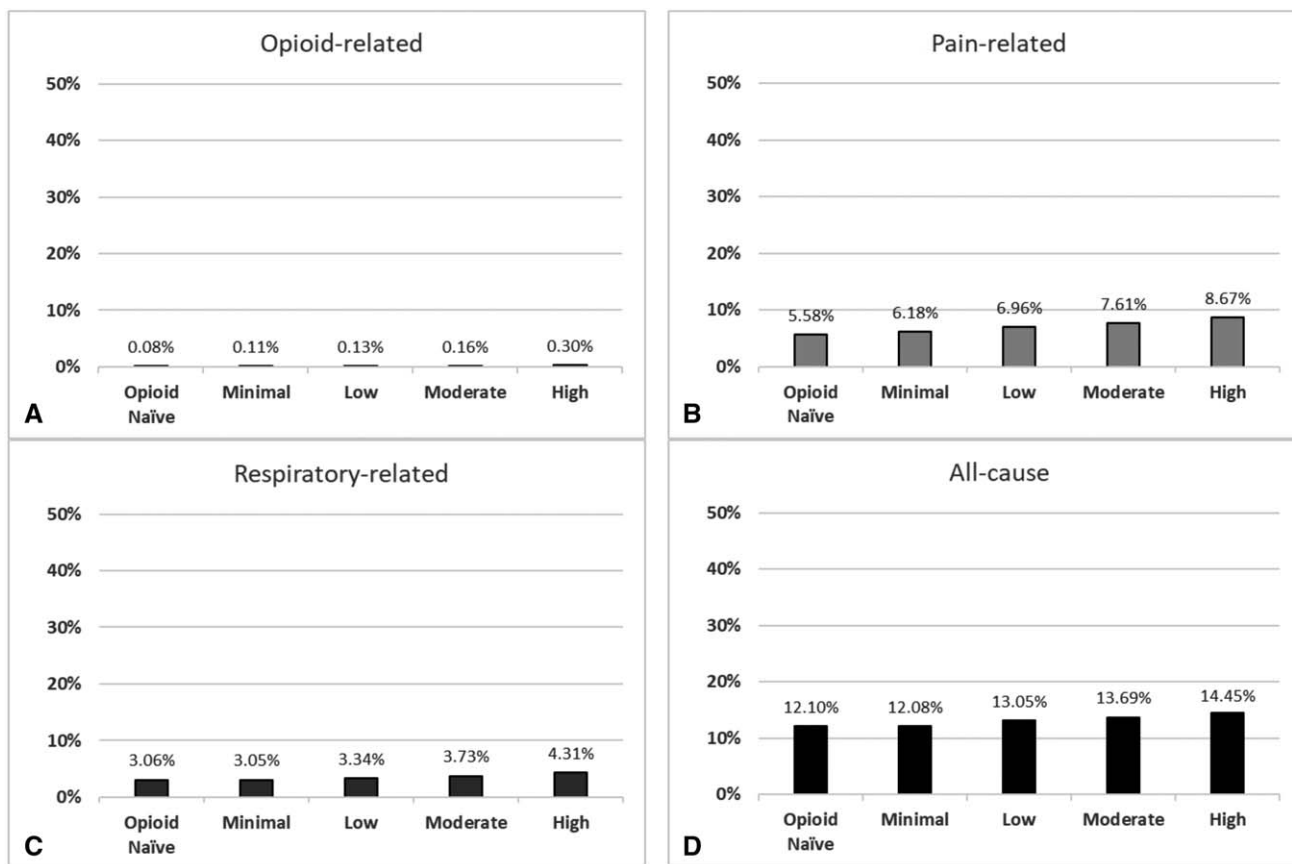 Opioid-related
50%
40%
30%
20%
10%
0%
0.08% 0.11% 0.13% 0.16% 0.30%
Opioid Naïve Minimal Low Moderate High
A
Pain-related
50%
40%
30%
20%
10%
0%
5.58% 6.18% 6.96% 7.61% 8.67%
Opioid Naïve Minimal Low Moderate High
B
Respiratory-related
50%
40%
30%
20%
10%
0%
3.06% 3.05% 3.34% 3.73% 4.31%
Opioid Naïve Minimal Low Moderate High
C
All-cause
50%
40%
30%
20%
10%
0%
12.10% 12.08% 13.05% 13.69% 14.45%
Opioid Naïve Minimal Low Moderate High
D